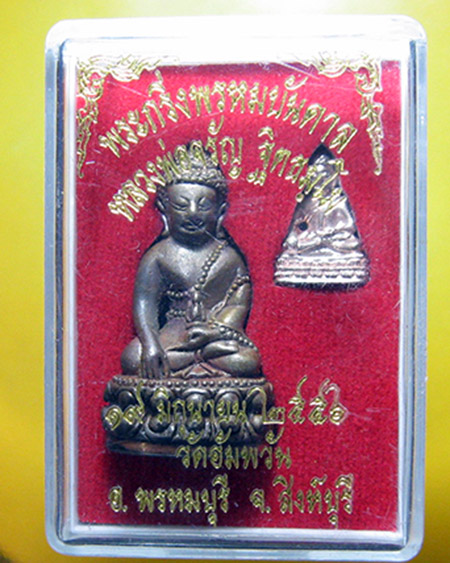 พระกริ่งพรหมบันดาล
หลวงพ่อจรัญ ฐิตธมฺโม
๑๙ มิถุนายน ๒๕๕๑
วัดอัมพวัน
อ. พรหมบุรี จ. สิงห์บุรี